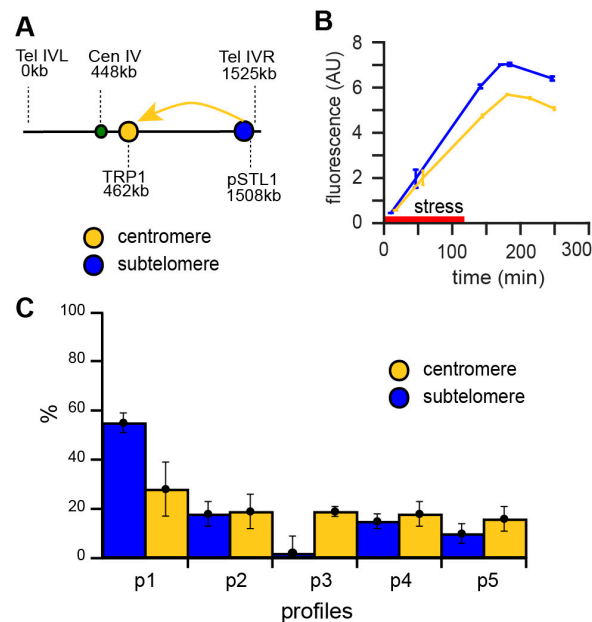 A
Tel IVL
0kb
Cen IV
448kb
Tel IVR
1525kb
TRP1
462kb
pSTL1
1508kb
centromere
subtelomere
B
fluorescence (AU)
8
6
4
2
0
stress
0
100
200
300
time (min)
C
%
100
80
60
40
20
0
centromere
subtelomere
p1
p2
p3
p4
p5
profiles